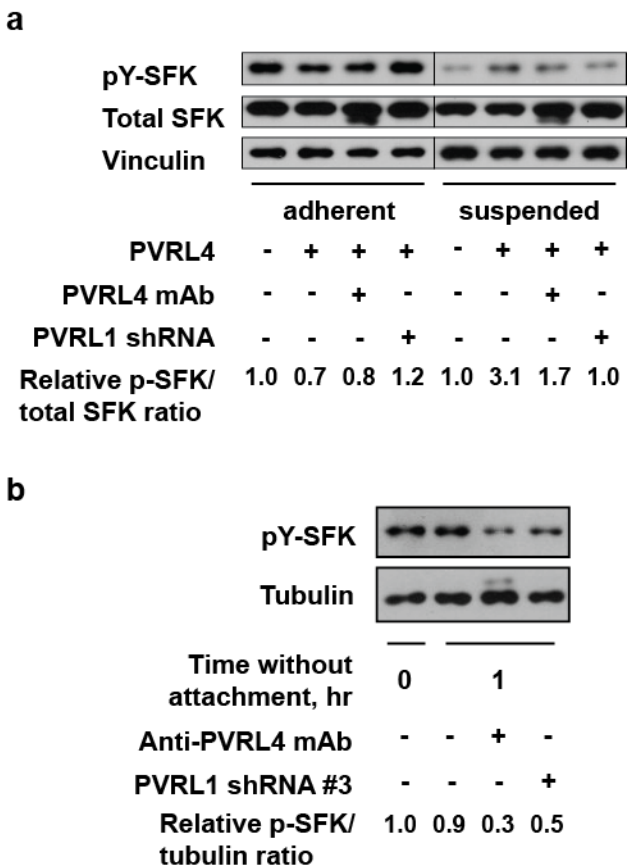 a
pY-SFK
Total SFK
Vinculin
adherent suspended
PVRL4 - + + + - + + +
PVRL4 mAb - - + - - - + -
PVRL1 shRNA - - - + - - - +
Relative p-SFK/ 1.0 0.7 0.8 1.2 1.0 3.1 1.7 1.0
total SFK ratio
b
pY-SFK
Tubulin
Time without
attachment, hr 0 1
Anti-PVRL4 mAb - - + -
PVRL1 shRNA #3 - - - +
Relative p-SFK/ 1.0 0.9 0.3 0.5
tubulin ratio